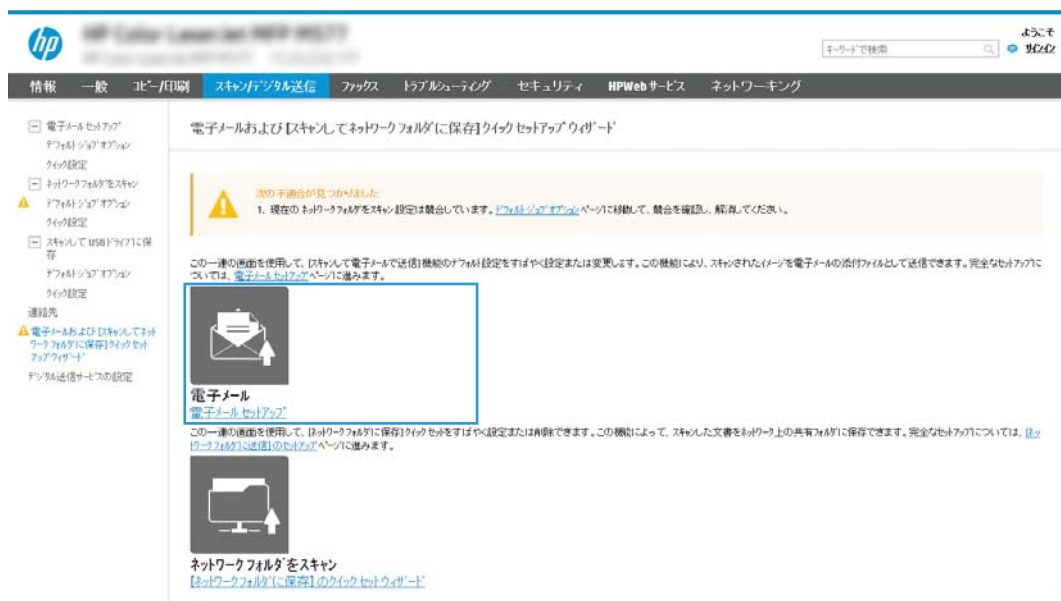 hp
ようこそ
キーワードで検索
サインイン
情報 一般 コピー/印刷 スキャン/デジタル送信 ファックス トラブルシューティング セキュリティ HPWeb サービス ネットワーキング
電子メール セットアップ
デフォルト ジョブ オプション
クイック設定
ネットワーク フォルダをスキャン
デフォルト ジョブ オプション
クイック設定
スキャンして USB ドライブに保
存
デフォルト ジョブ オプション
クイック設定
連絡先
電子メールおよび [スキャンしてネット
ワーク フォルダに保存] クイック セット
アップ ウィザード
デジタル送信サービスの設定
電子メールおよび [スキャンしてネットワーク フォルダに保存] クイック セットアップ ウィザード
次の不適合が見つかりました
1. 現在の ネットワーク フォルダをスキャン 設定は競合しています。デフォルト ジョブ オプション ページに移動して、競合を確認し、解消してください。
この一連の画面を使用して、[スキャンして電子メールで送信] 機能のデフォルト設定をすばやく設定または変更します。この機能により、スキャンされたイメージを電子メールの添付ファイルとして送信できます。完全なセットアップに
ついては、電子メール セットアップ ページに進みます。
電子メール
電子メール セットアップ
この一連の画面を使用して、[ネットワーク フォルダに保存] クイック セットをすばやく設定または削除できます。この機能によって、スキャンした文書をネットワーク上の共有フォルダに保存できます。完全なセットアップについては、[ネッ
トワーク フォルダに送信] のセットアップ ページに進みます。
ネットワーク フォルダをスキャン
[ネットワーク フォルダに保存] のクイック セット ウィザード